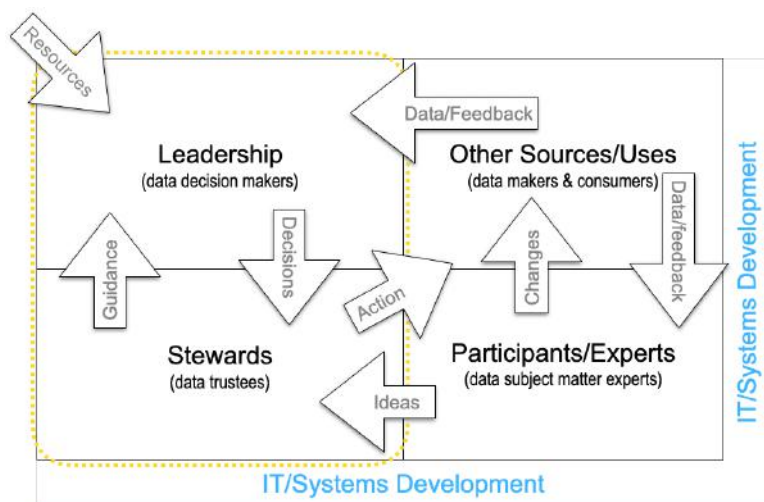 Resources
Data/Feedback
Leadership
(data decision makers)
Other Sources/Uses
(data makers & consumers)
Guidance
Decisions
Action
Changes
Data/feedback
Stewards
(data trustees)
Participants/Experts
(data subject matter experts)
Ideas
IT/Systems Development
IT/Systems Development